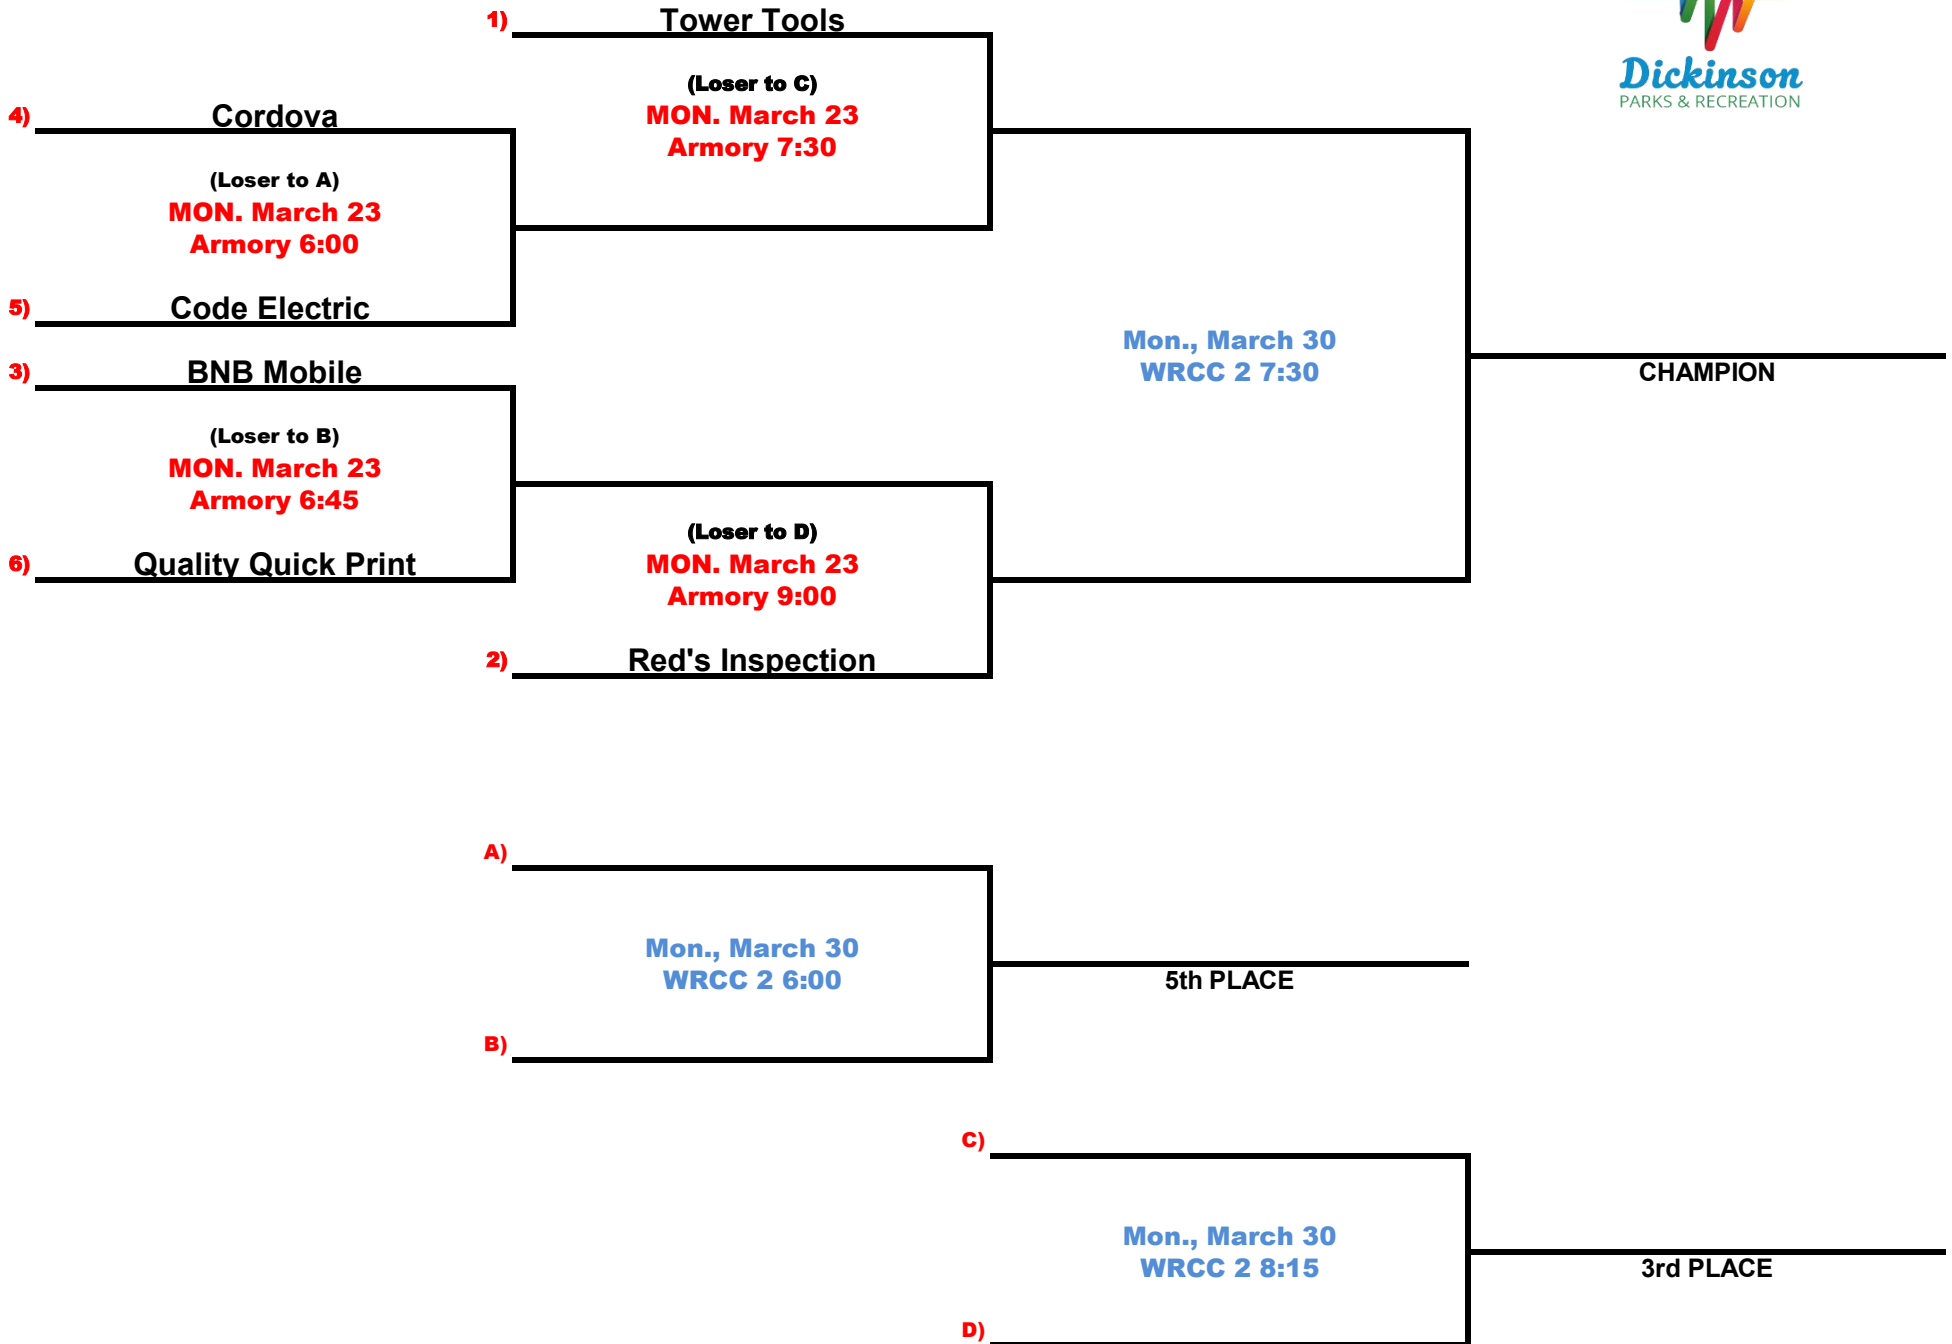 1) Tower Tools
(Loser to C)
MON. March 23
Armory 7:30
Dickinson
PARKS & RECREATION
4) Cordova
(Loser to A)
MON. March 23
Armory 6:00
5) Code Electric
Mon., March 30
WRCC 2 7:30
CHAMPION
3) BNB Mobile
(Loser to B)
MON. March 23
Armory 6:45
6) Quality Quick Print
(Loser to D)
MON. March 23
Armory 9:00
2) Red's Inspection
A)
Mon., March 30
WRCC 2 6:00
5th PLACE
B)
C)
Mon., March 30
WRCC 2 8:15
3rd PLACE
D)